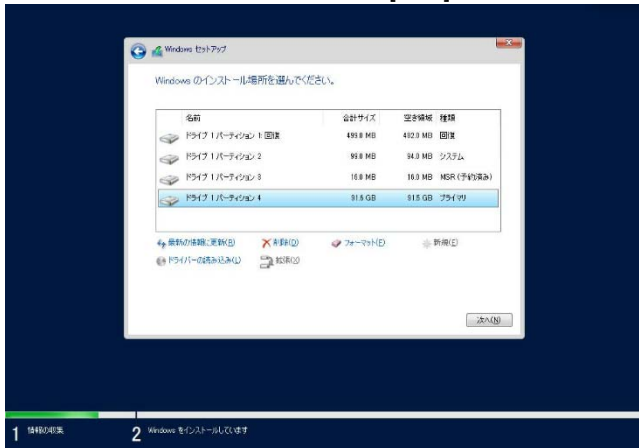 Windows セットアップ
Windows のインストール場所を選んでください。
名前 合計サイズ 空き領域 種類
ドライブ 1 パーティション 1: 回復 499.0 MB 482.0 MB 回復
ドライブ 1 パーティション 2 99.0 MB 94.0 MB システム
ドライブ 1 パーティション 3 16.0 MB 16.0 MB MSR (予約済み)
ドライブ 1 パーティション 4 91.6 GB 91.5 GB プライマリ
最新の情報に更新(R) 削除(D) フォーマット(F) 新規(E)
ドライバーの読み込み(L) 拡張(X)
次へ(N)
1 情報の収集 2 Windows をインストールしています